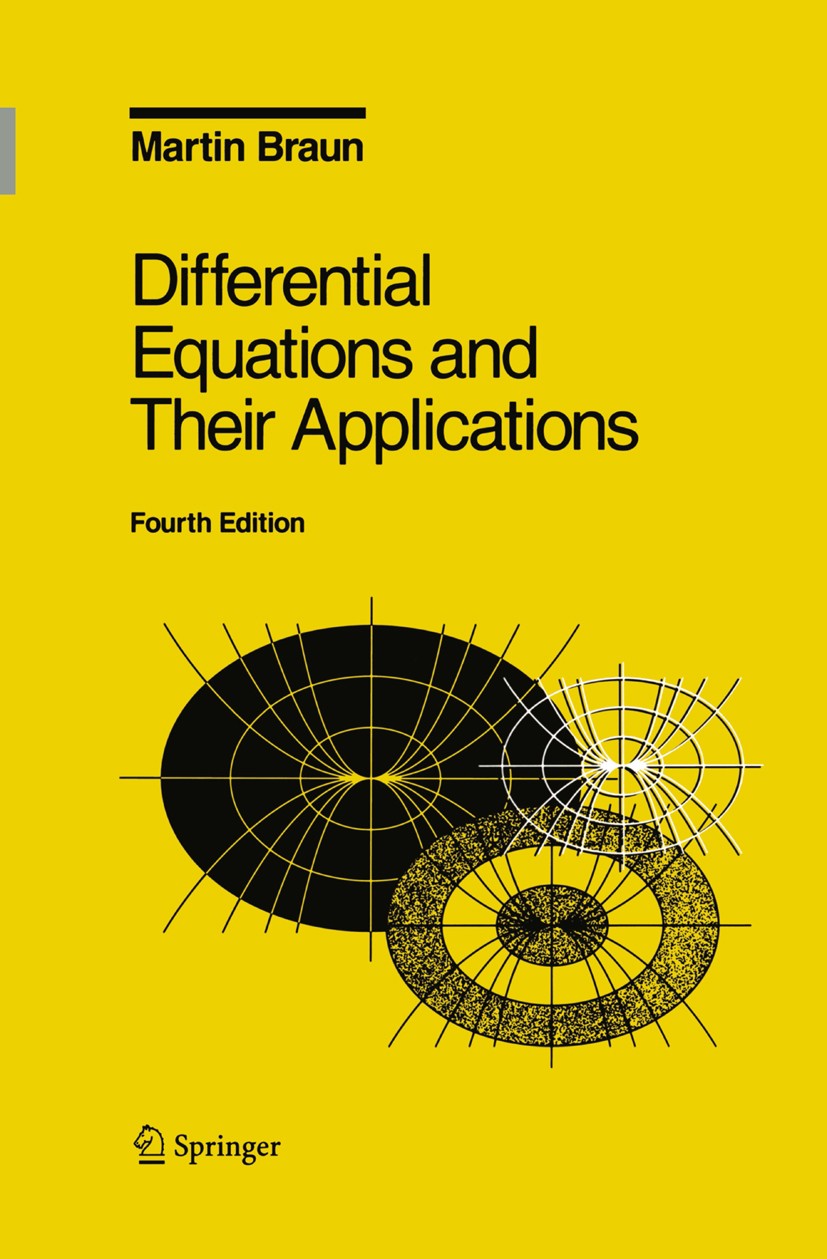 Martin Braun
Differential
Equations and
Their Applications
Fourth Edition
Springer